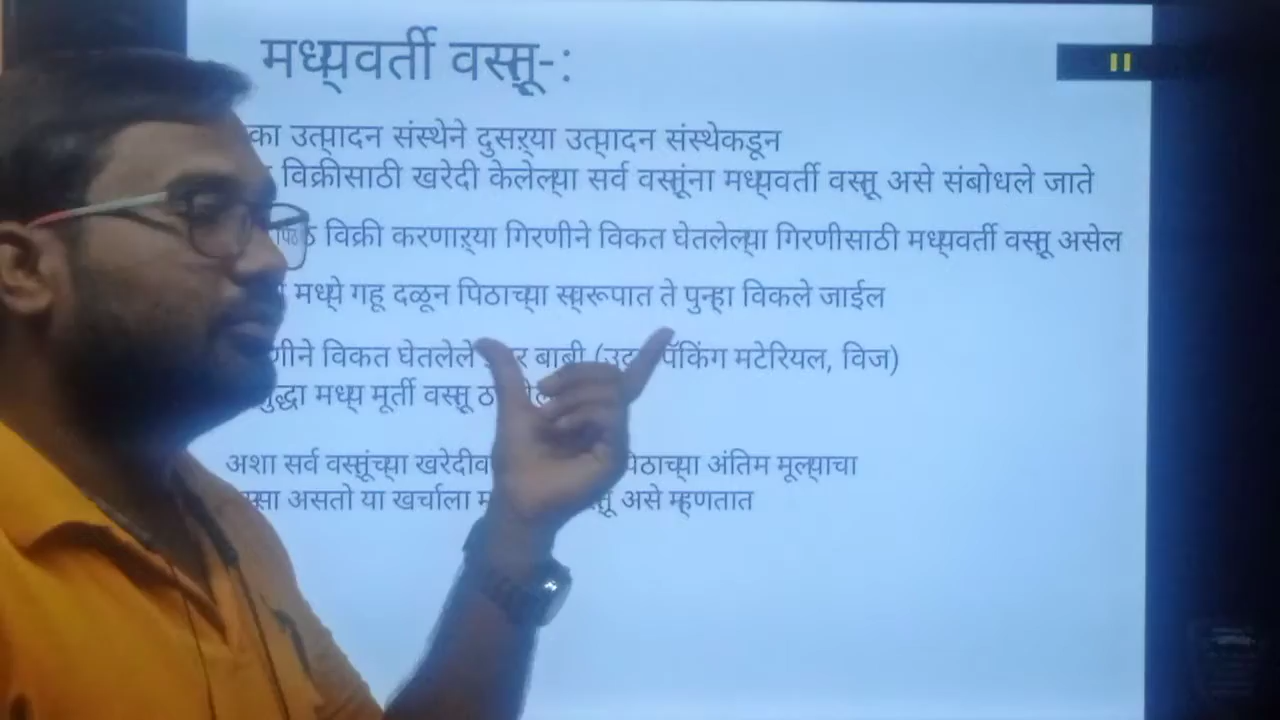 मध्यवर्ती वस्तू-:
का उत्पादन संस्थेने दुसऱ्या उत्पादन संस्थेकडून
विक्रीसाठी खरेदी केलेल्या सर्व वस्तूंना मध्यवर्ती वस्तू असे संबोधले जाते
विक्री करणाऱ्या गिरणीने विकत घेतलेल्या गिरणीसाठी मध्यवर्ती वस्तू असेल
मध्ये गहू दळून पिठाच्या स्वरूपात ते पुन्हा विकले जाईल
विकत घेतलेले बाबी पॅकिंग मटेरियल, विज)
मध्य मूर्ती वस्तू
अशा सर्व वस्तूंच्या अंतिम मूल्याचा
असतो या खर्चाला असे म्हणतात